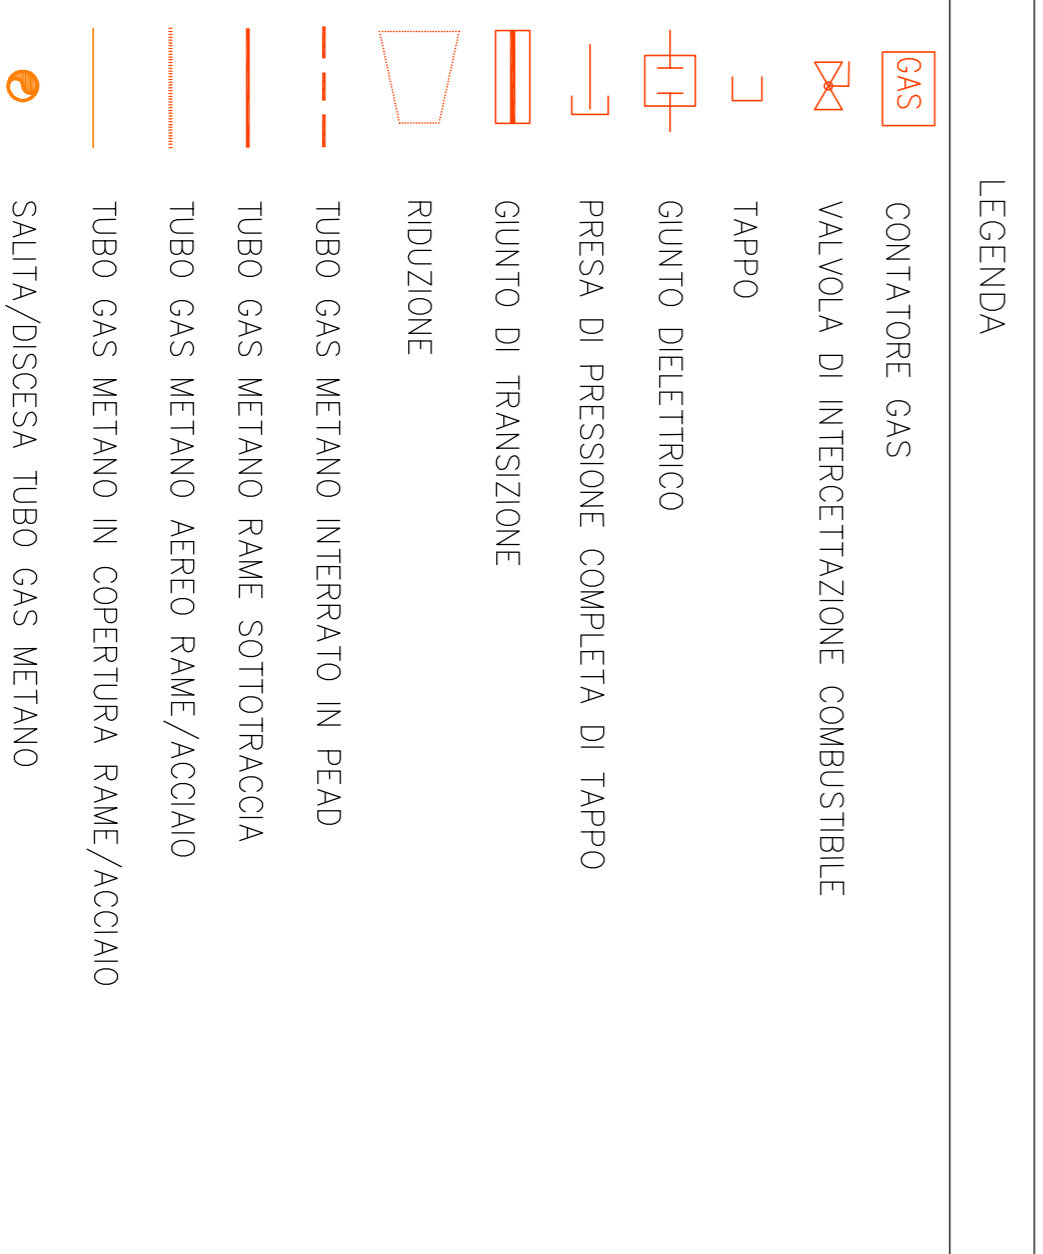 LEGENDA
GAS
CONTATORE GAS
VALVOLA DI INTERCETTAZIONE COMBUSTIBILE
TAPPO
GIUNTO DIELETTRICO
PRESA DI PRESSIONE COMPLETA DI TAPPO
GIUNTO DI TRANSIZIONE
RIDUZIONE
TUBO GAS METANO INTERRATO IN PEAD
TUBO GAS METANO RAME SOTTOTRACCIA
TUBO GAS METANO AEREO RAME/ACCIAIO
TUBO GAS METANO IN COPERTURA RAME/ACCIAIO
SALITA/DISCESA TUBO GAS METANO